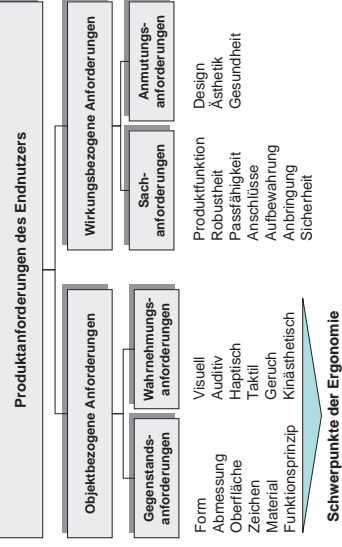 Produktanforderungen des Endnutzers
Objektbezogene Anforderungen
Wirkungsbezogene Anforderungen
Gegenstands-
anforderungen
Wahrnehmungs-
anforderungen
Sach-
anforderungen
Anmutungs-
anforderungen
Form
Abmessung
Oberfläche
Zeichen
Material
Funktionsprinzip
Visuell
Auditiv
Haptisch
Taktil
Geruch
Kinästhetisch
Produktfunktion
Robustheit
Passfähigkeit
Anschlüsse
Aufbewahrung
Anbringung
Sicherheit
Design
Ästhetik
Gesundheit
Schwerpunkte der Ergonomie